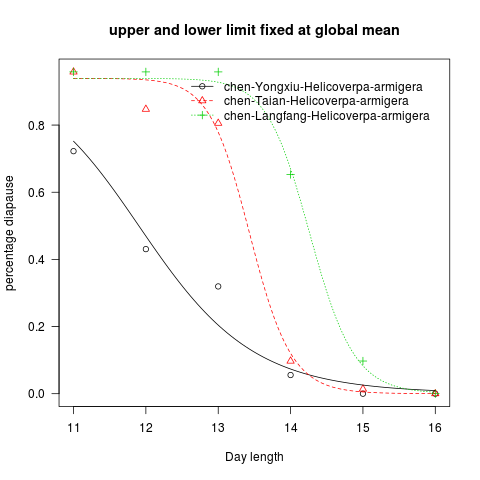 upper and lower limit fixed at global mean
chen-Yongxiu-Helicoverpa-armigera
chen-Taian-Helicoverpa-armigera
chen-Langfang-Helicoverpa-armigera
percentage diapause
0.8
0.6
0.4
0.2
0.0
11 12 13 14 15 16
Day length